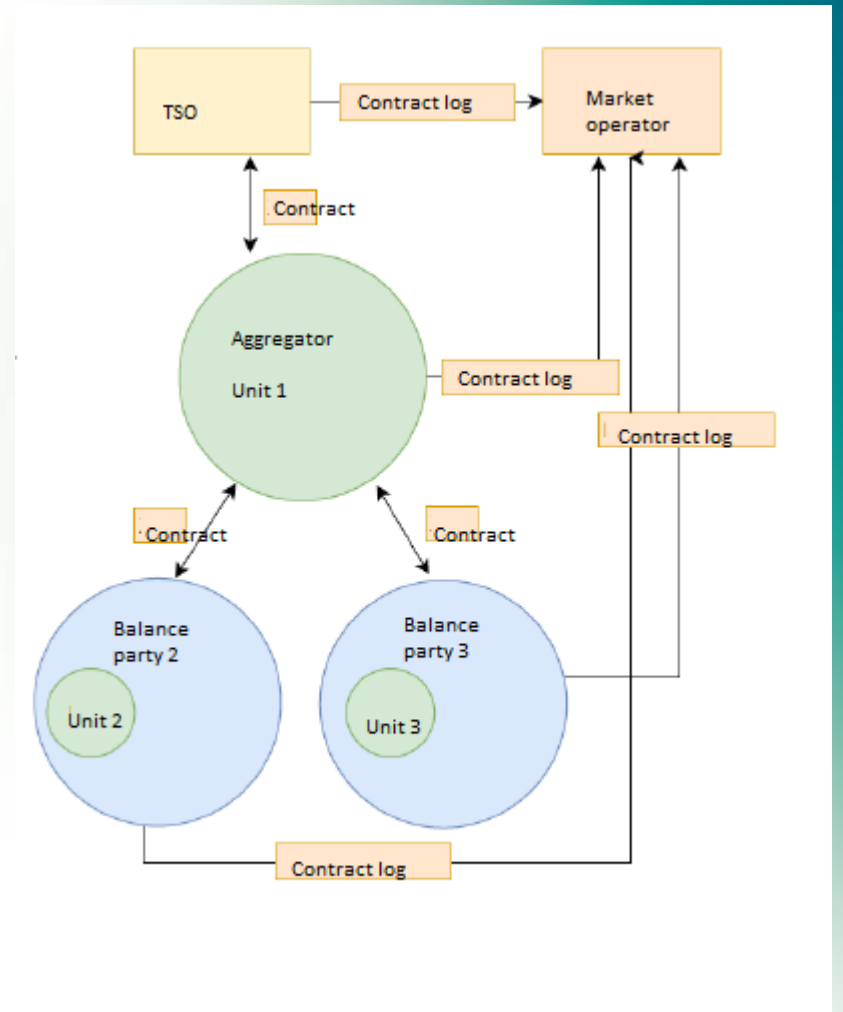 TSO
Contract log
Market
operator
Contract
Aggregator
Unit 1
Contract log
Contract log
Contract
Contract
Balance
party 2
Unit 2
Balance
party 3
Unit 3
Contract log